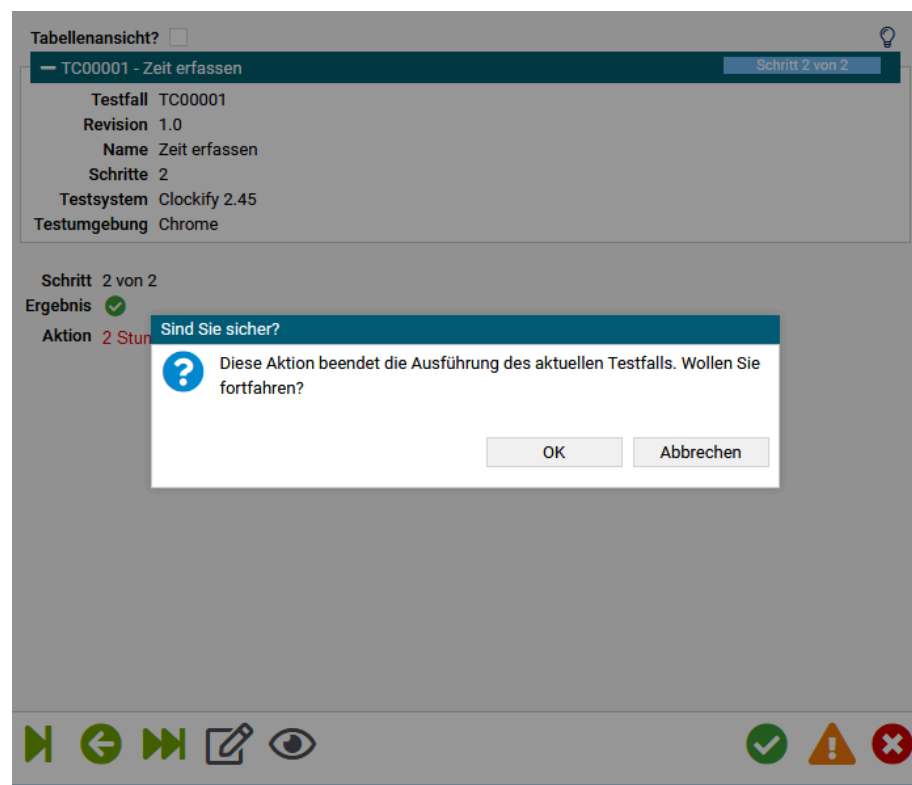 Tabellenansicht?
TC00001 - Zeit erfassen
Schritt 2 von 2
Testfall TC00001
Revision 1.0
Name Zeit erfassen
Schritte 2
Testsystem Clockify 2.45
Testumgebung Chrome
Schritt 2 von 2
Ergebnis
Aktion 2 Stun
Sind Sie sicher?
Diese Aktion beendet die Ausführung des aktuellen Testfalls. Wollen Sie
fortfahren?
OK Abbrechen